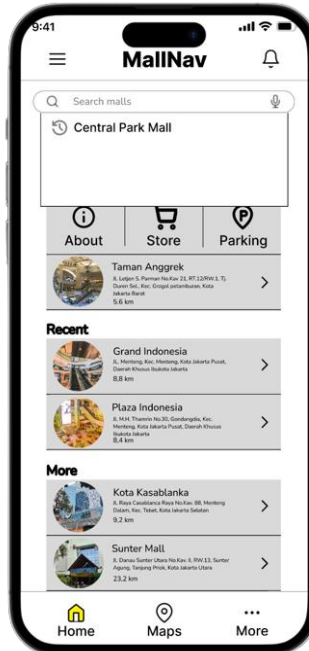 9:41
MallNav
Search malls
Central Park Mall
About Store Parking
Taman Anggrek
Jl. Letjen S. Parman No.Kav 21, RT.12/RW.1, Tj.
Duren Sel., Kec. Grogol petamburan, Kota
Jakarta Barat
5.6 km
Recent
Grand Indonesia
JL, Menteng, Kec. Menteng, Kota Jakarta Pusat,
Daerah Khusus Ibukota Jakarta
8,8 km
Plaza Indonesia
Jl. M.H. Thamrin No.30, Gondangdia, Kec.
Menteng, Kota Jakarta Pusat, Daerah Khusus
Ibukota Jakarta
8,4 km
More
Kota Kasablanka
Jl. Raya Casablanca Raya No.Kav. 88, Menteng
Dalam, Kec. Tebet, Kota Jakarta Selatan
9,2 km
Sunter Mall
Jl. Danau Sunter Utara No.Kav. II, RW.13, Sunter
Agung, Tanjung Priok, Kota Jakarta Utara
23,2 km
Home Maps More